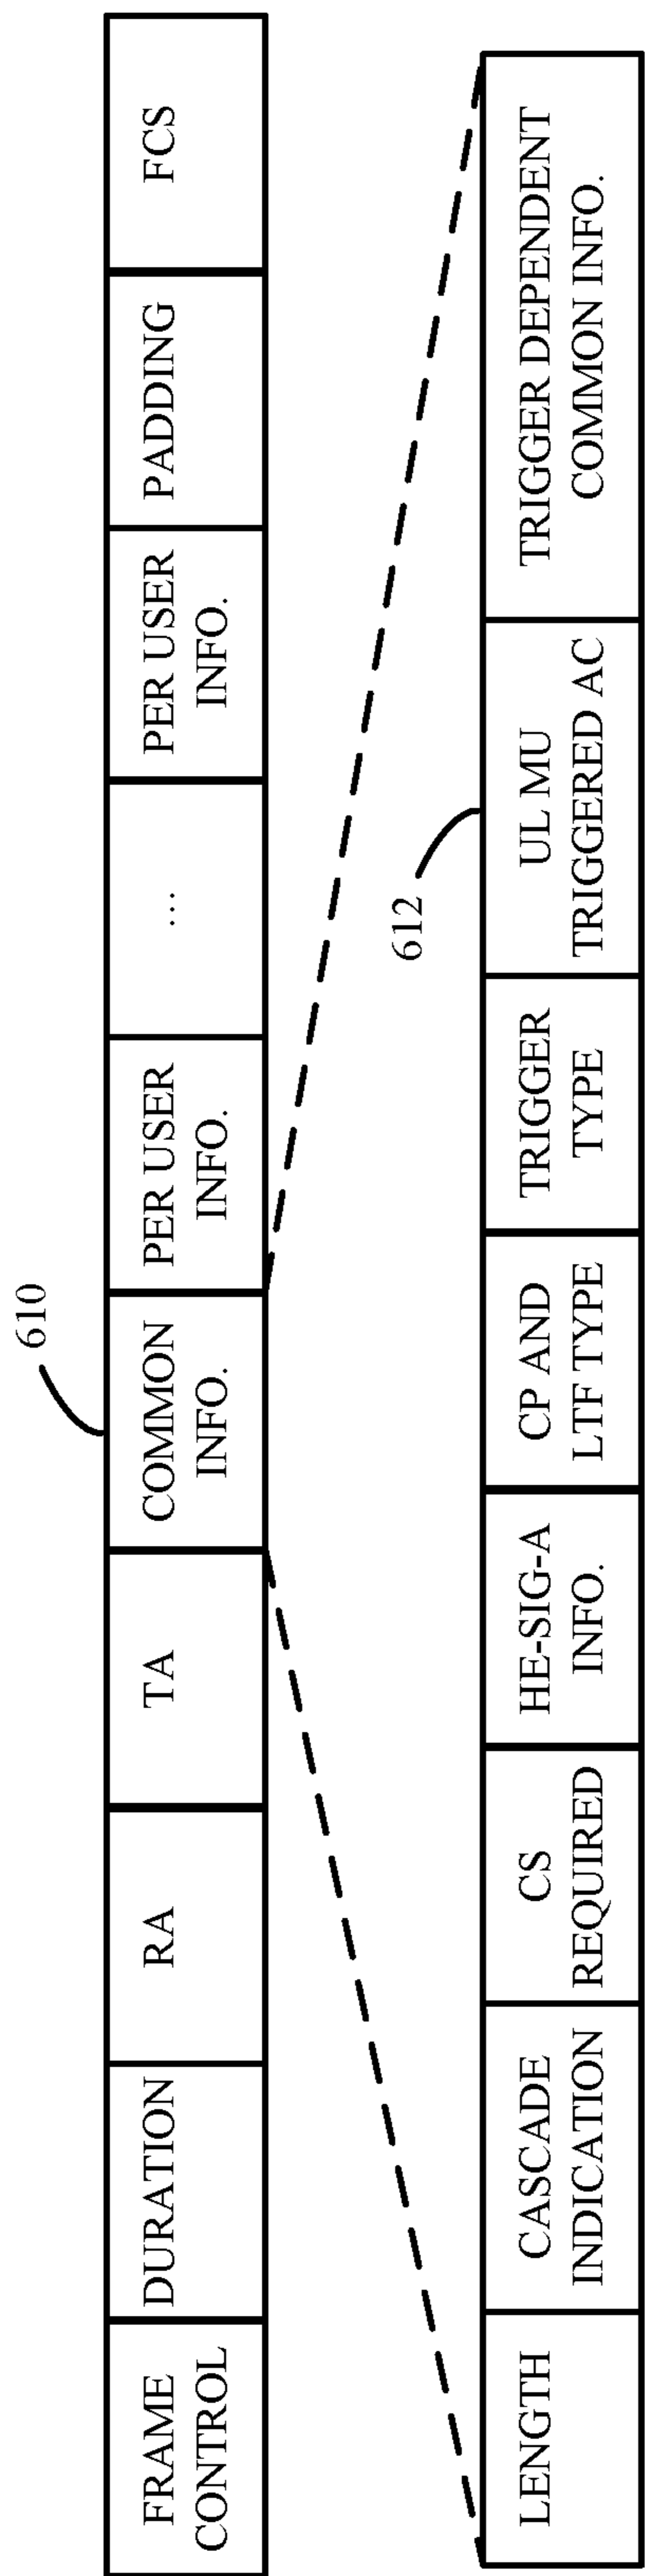 610
FRAME
CONTROL
DURATION
RA
TA
COMMON
INFO.
PER USER
INFO.
...
PER USER
INFO.
PADDING
FCS
612
LENGTH
CASCADE
INDICATION
CS
REQUIRED
HE-SIG-A
INFO.
CP AND
LTF TYPE
TRIGGER
TYPE
UL MU
TRIGGERED AC
TRIGGER DEPENDENT
COMMON INFO.